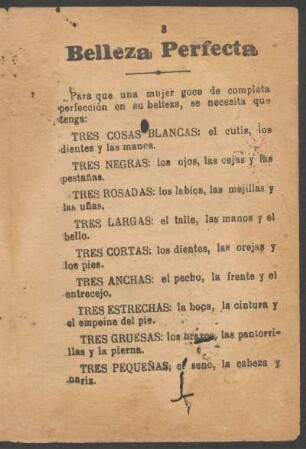 3
Belleza Perfecta
Para que una mujer goce de completa
perfección en su belleza, se necesita que
tenga:
TRES COSAS BLANCAS: el cutis, los
dientes y las manos.
TRES NEGRAS: los ojos, las cejas y las
pestañas.
TRES ROSADAS: los labios, las mejillas y
las uñas.
TRES LARGAS: el talle, las manos y el
bello.
TRES CORTAS: los dientes, las orejas y
los pies.
TRES ANCHAS: el pecho, la frente y el
entrecejo.
TRES ESTRECHAS: la boca, la cintura y
el empeine del pie.
TRES GRUESAS: los brazos, las pantorri-
llas y la pierna.
TRES PEQUEÑAS, el seno, la cabeza y
nariz.